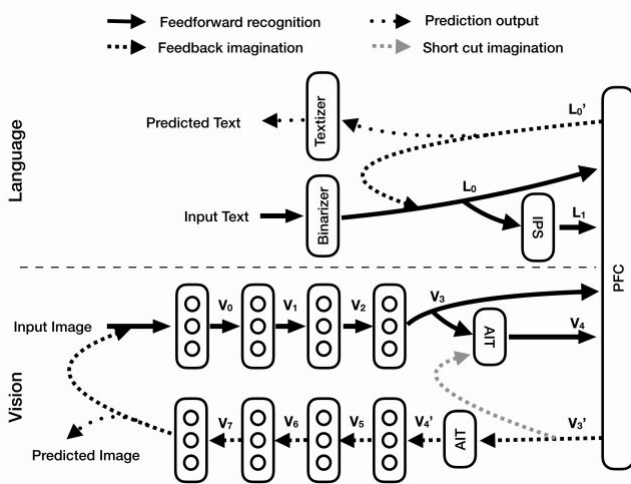 Feedforward recognition
Prediction output
Feedback imagination
Short cut imagination
Language
Predicted Text
Textizer
L₀'
Input Text
Binarizer
L₀
IPS
L₁
PFC
Vision
Input Image
V₀
V₁
V₂
V₃
AIT
V₄
Predicted Image
V₇
V₆
V₅
V₄'
AIT
V₃'